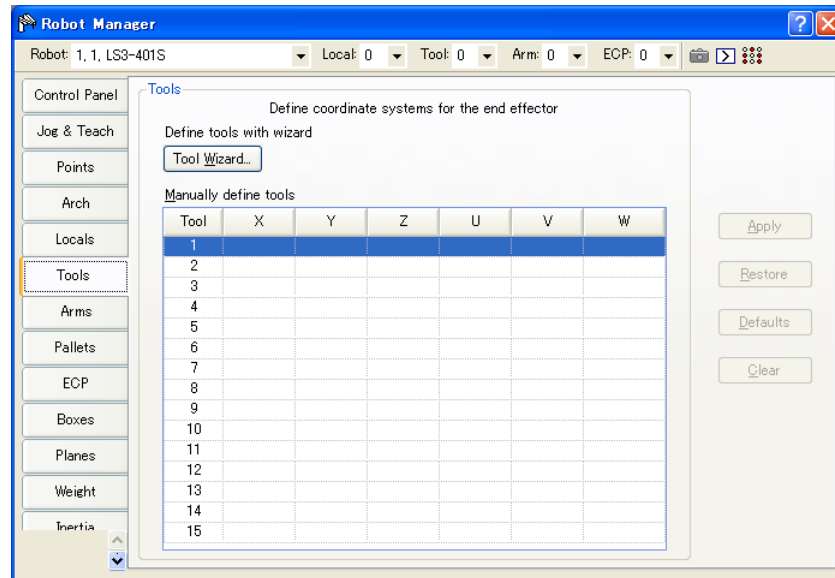 Robot Manager
Robot: 1, 1, LS3-401S Local: 0 Tool: 0 Arm: 0 ECP: 0
Control Panel
Jog & Teach
Points
Arch
Locals
Tools
Arms
Pallets
ECP
Boxes
Planes
Weight
Inertia
Tools
Define coordinate systems for the end effector
Define tools with wizard
Tool Wizard...
Manually define tools
Tool X Y Z U V W
1
2
3
4
5
6
7
8
9
10
11
12
13
14
15
Apply
Restore
Defaults
Clear